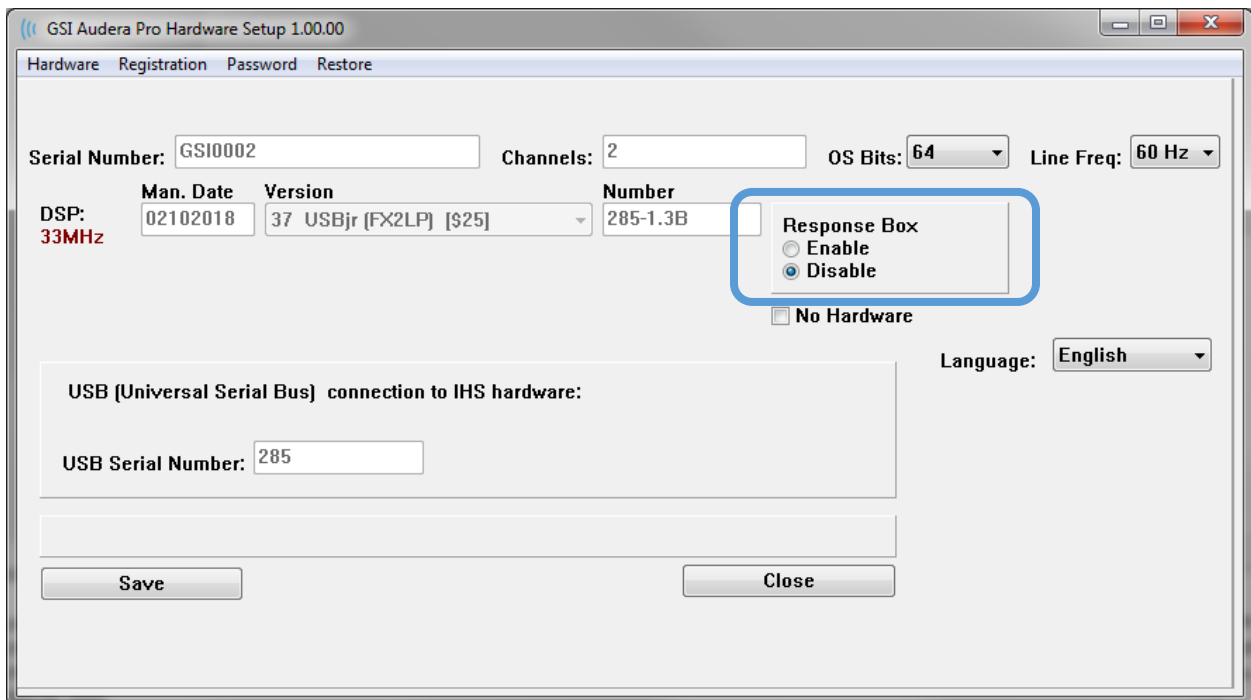 GSI Audera Pro Hardware Setup 1.00.00
Hardware Registration Password Restore
Serial Number: GSI0002 Channels: 2 OS Bits: 64 Line Freq: 60 Hz
Man. Date Version Number
DSP: 02102018 37 USBjr (FX2LP) [$25] 285-1.3B
33MHz
Response Box
Enable
Disable
No Hardware
Language: English
USB (Universal Serial Bus) connection to IHS hardware:
USB Serial Number: 285
Save Close